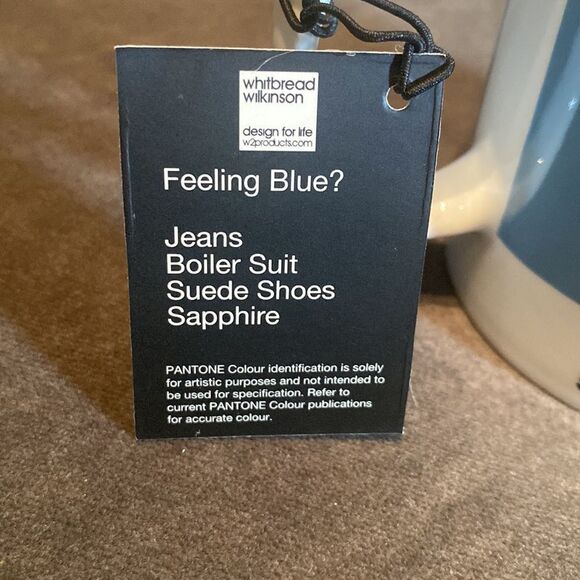 whitbread
wilkinson
design for life
w2products.com
Feeling Blue?
Jeans
Boiler Suit
Suede Shoes
Sapphire
PANTONE Colour identification is solely
for artistic purposes and not intended to
be used for specification. Refer to
current PANTONE Colour publications
for accurate colour.